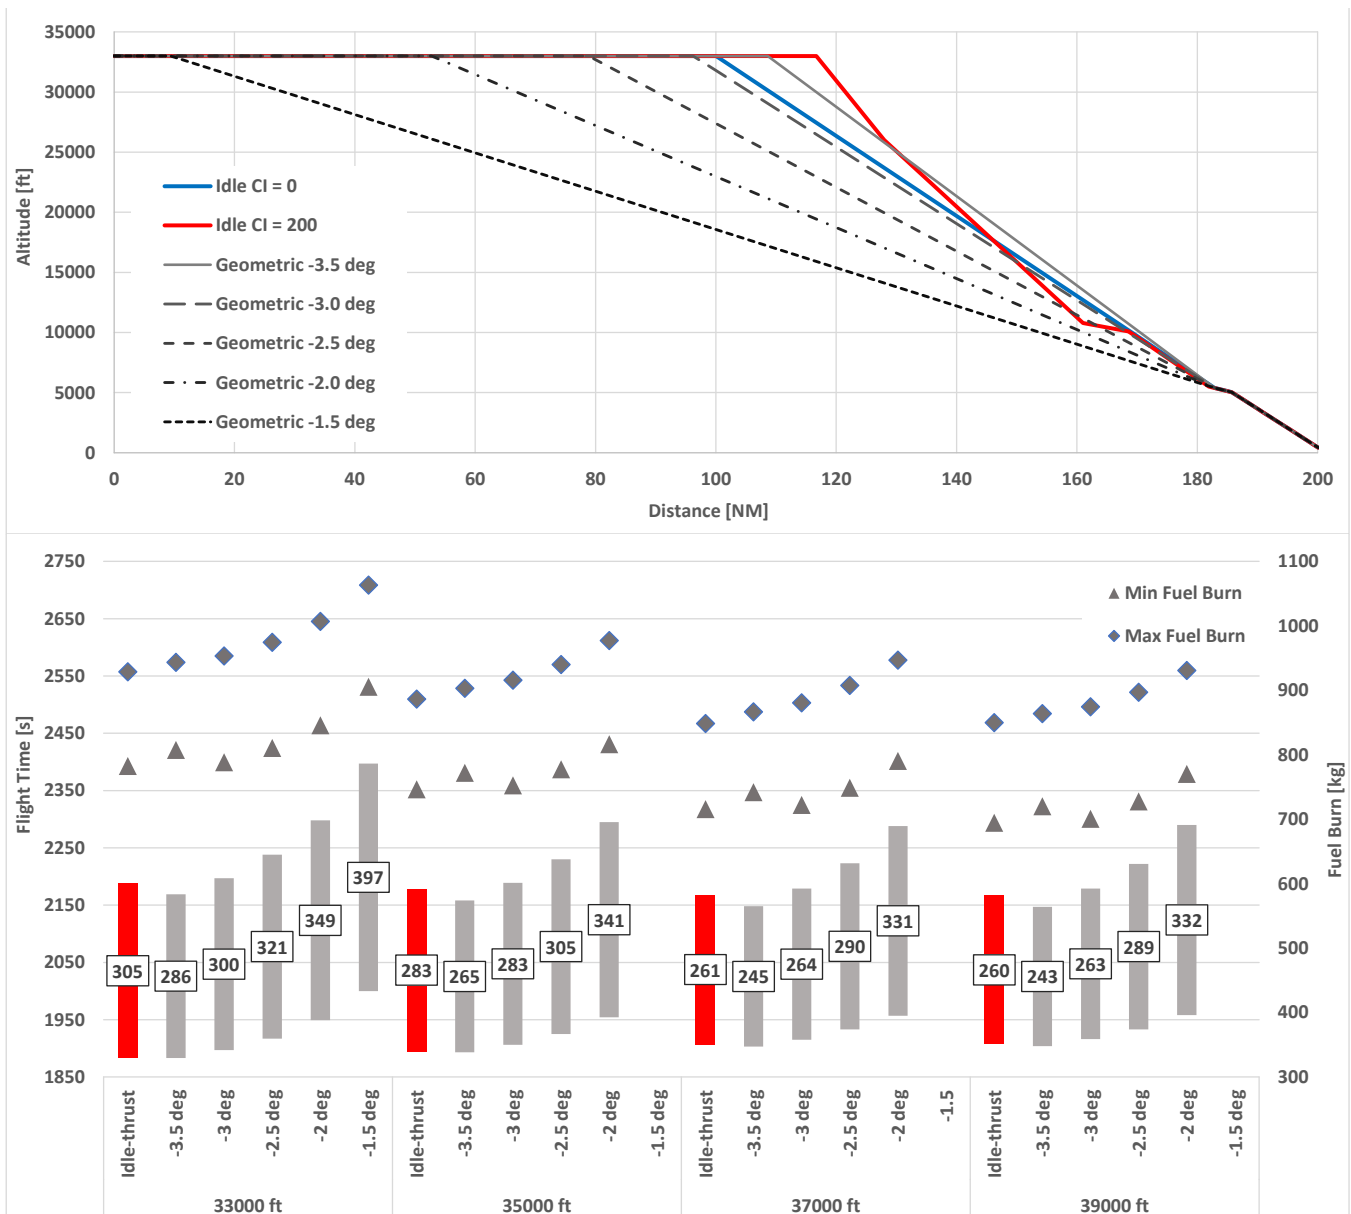 35000
30000
25000
20000
15000
10000
5000
0
Altitude [ft]
Idle CI = 0
Idle CI = 200
Geometric -3.5 deg
Geometric -3.0 deg
Geometric -2.5 deg
Geometric -2.0 deg
Geometric -1.5 deg
0 20 40 60 80 100 120 140 160 180 200
Distance [NM]
2750
2650
2550
2450
2350
2250
2150
2050
1950
1850
Flight Time [s]
1100
1000
900
800
700
600
500
400
300
Fuel Burn [kg]
Min Fuel Burn
Max Fuel Burn
305 286 300 321 349 397
283 265 283 305 341
261 245 264 290 331
260 243 263 289 332
Idle-thrust -3.5 deg -3 deg -2.5 deg -2 deg -1.5 deg
Idle-thrust -3.5 deg -3 deg -2.5 deg -2 deg -1.5 deg
Idle-thrust -3.5 deg -3 deg -2.5 deg -2 deg -1.5
Idle-thrust -3.5 deg -3 deg -2.5 deg -2 deg -1.5 deg
33000 ft 35000 ft 37000 ft 39000 ft